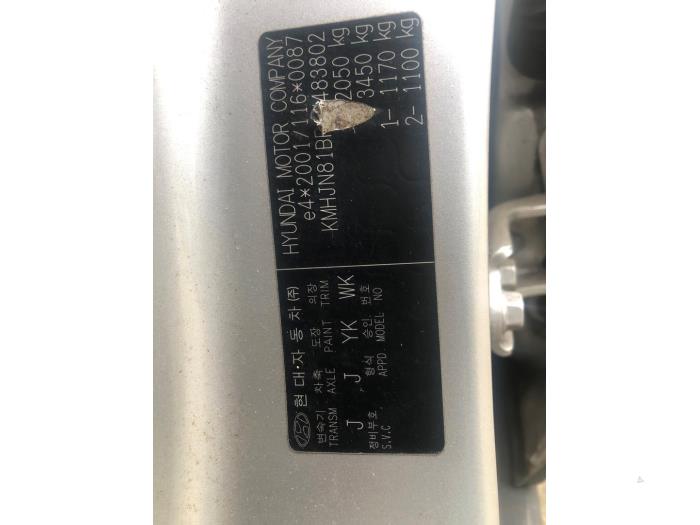 현대·자동차(주)
HYUNDAI MOTOR COMPANY
e4*2001/116*0087
KMHJN81BP 483802
2050 kg
3450 kg
1- 1170 kg
2- 1100 kg
변속기 차축 도장 의장
TRANSM AXLE PAINT TRIM
J , J YK WK
정비부호, 형식 승인. 번호
S.V.C APPD. MODEL NO